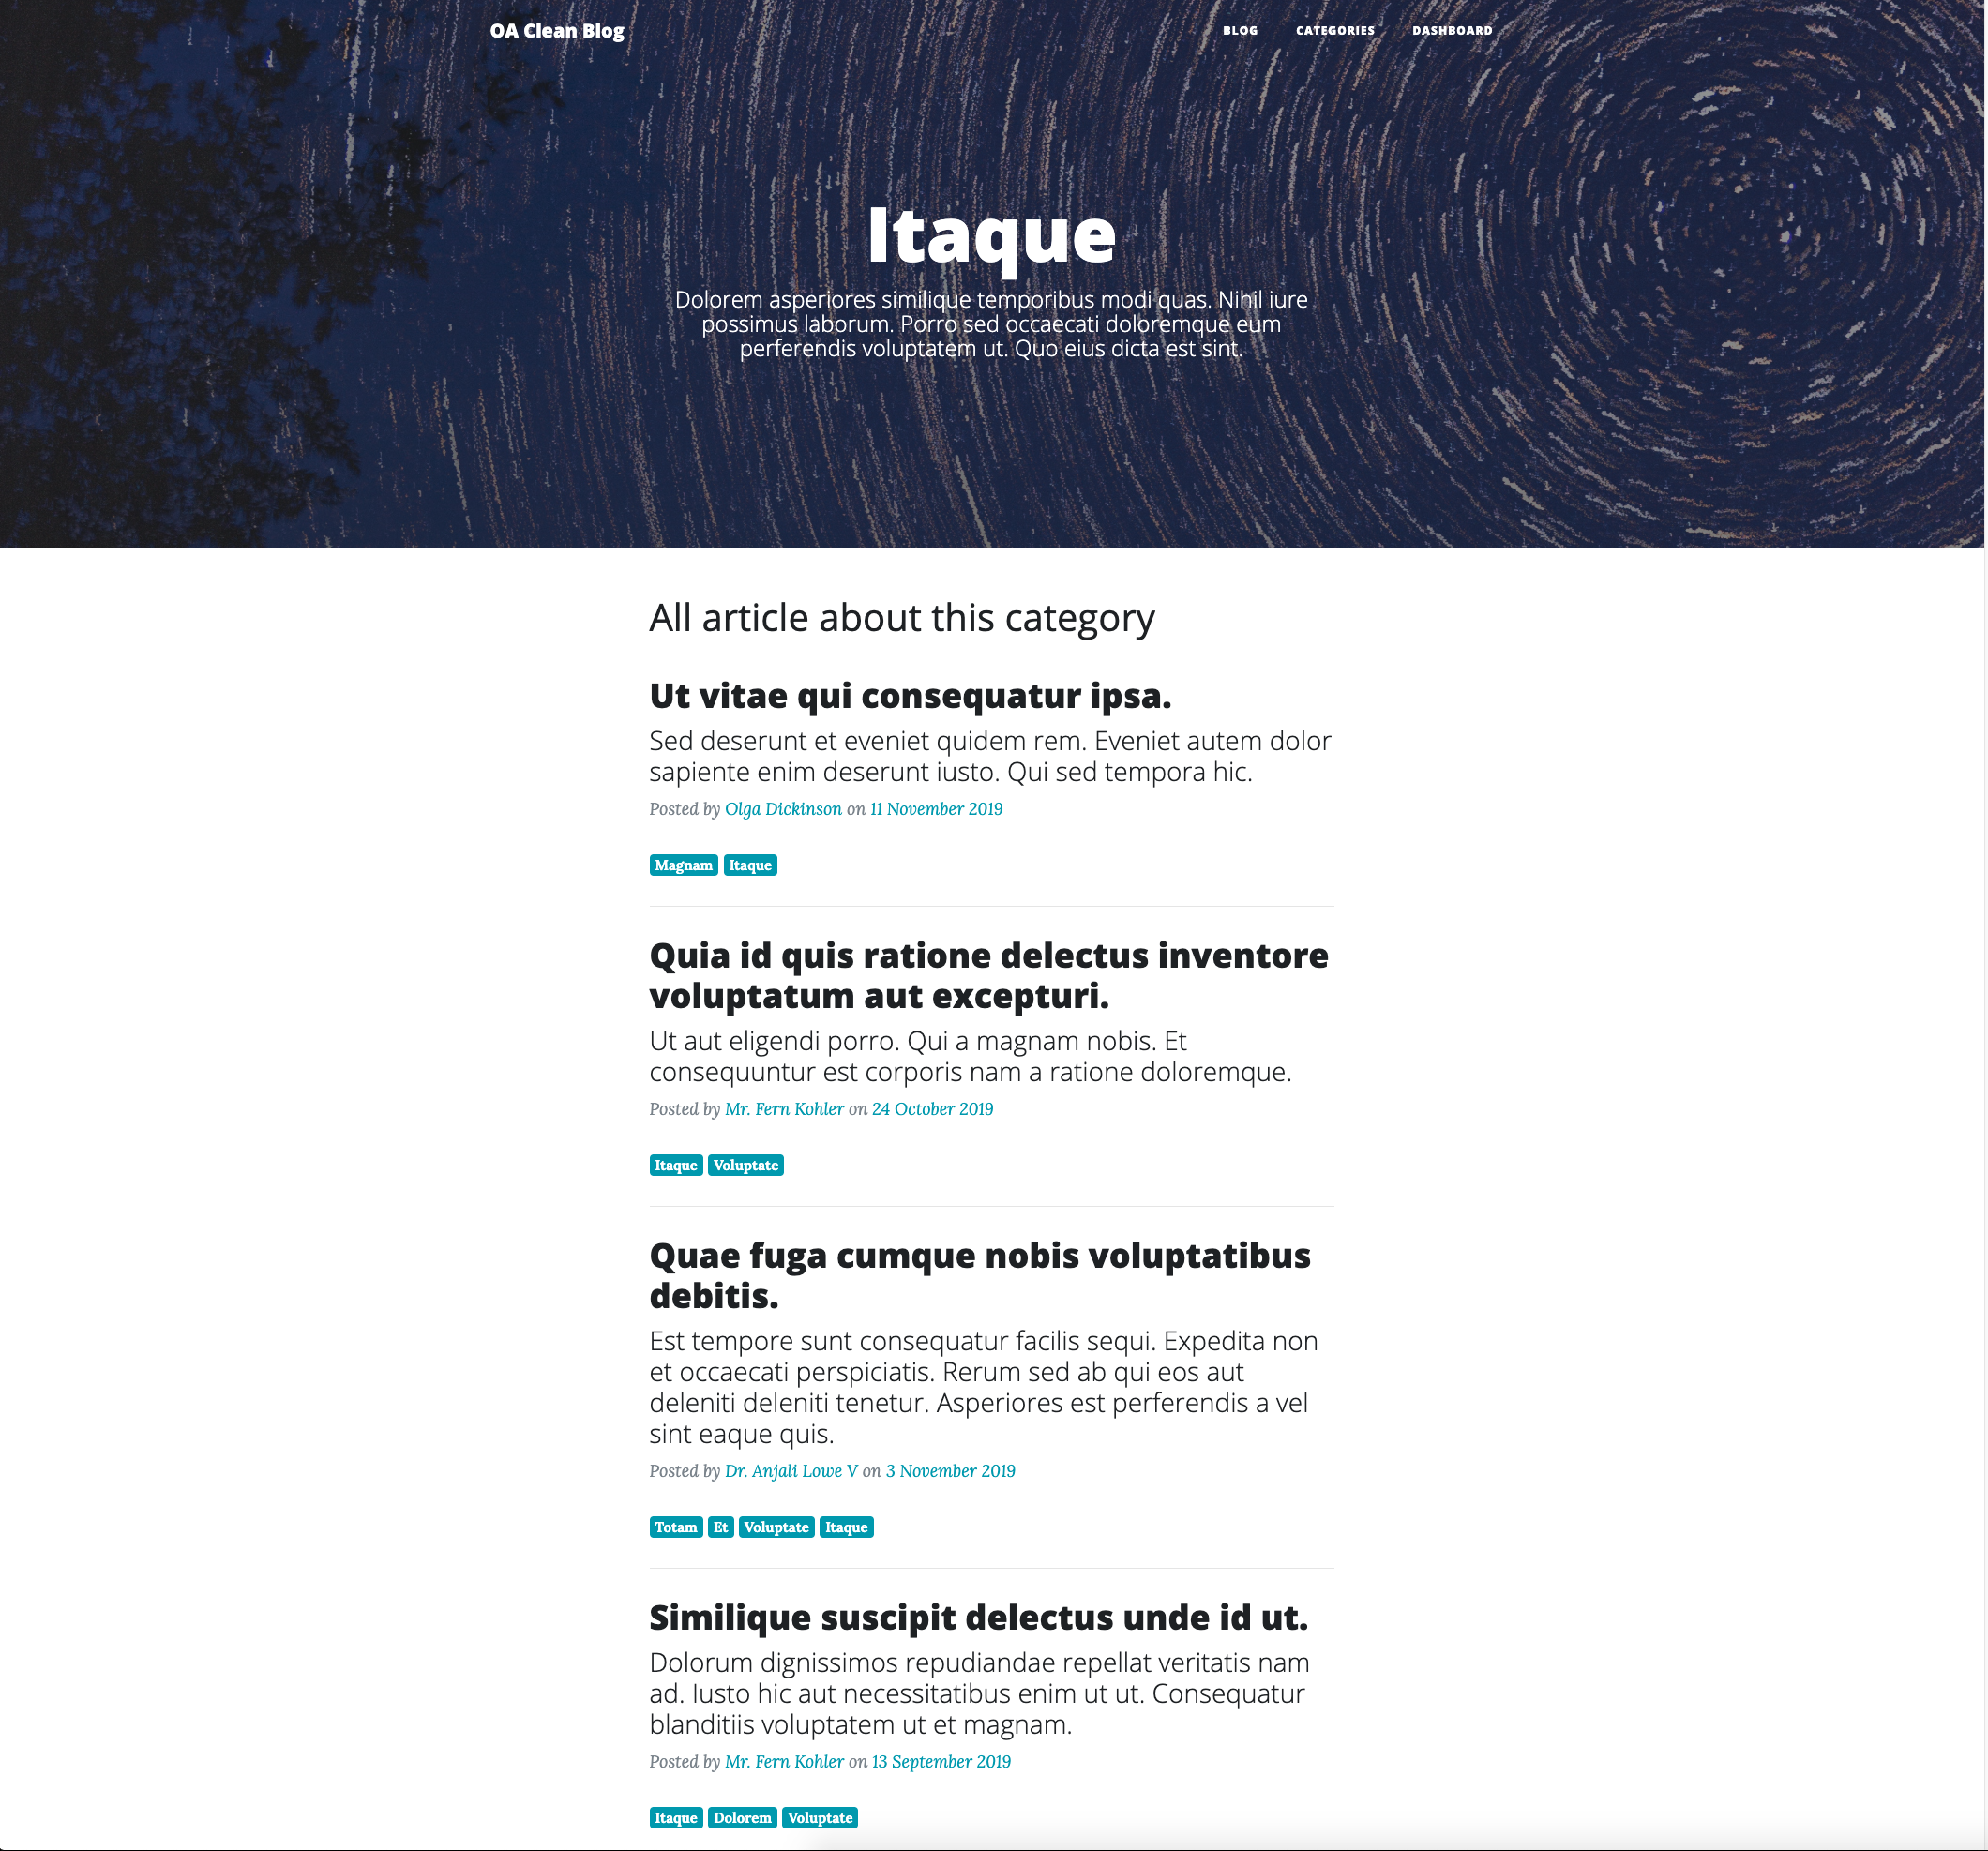 OA Clean Blog
BLOG CATEGORIES DASHBOARD
Itaque
Dolorem asperiores similique temporibus modi quas. Nihil iure
possimus laborum. Porro sed occaecati doloremque eum
perferendis voluptatem ut. Quo eius dicta est sint.
All article about this category
Ut vitae qui consequatur ipsa.
Sed deserunt et eveniet quidem rem. Eveniet autem dolor
sapiente enim deserunt iusto. Qui sed tempora hic.
Posted by Olga Dickinson on 11 November 2019
Magnam Itaque
Quia id quis ratione delectus inventore
voluptatum aut excepturi.
Ut aut eligendi porro. Qui a magnam nobis. Et
consequuntur est corporis nam a ratione doloremque.
Posted by Mr. Fern Kohler on 24 October 2019
Itaque Voluptate
Quae fuga cumque nobis voluptatibus
debitis.
Est tempore sunt consequatur facilis sequi. Expedita non
et occaecati perspiciatis. Rerum sed ab qui eos aut
deleniti deleniti tenetur. Asperiores est perferendis a vel
sint eaque quis.
Posted by Dr. Anjali Lowe V on 3 November 2019
Totam Et Voluptate Itaque
Similique suscipit delectus unde id ut.
Dolorum dignissimos repudiandae repellat veritatis nam
ad. Iusto hic aut necessitatibus enim ut ut. Consequatur
blanditiis voluptatem ut et magnam.
Posted by Mr. Fern Kohler on 13 September 2019
Itaque Dolorem Voluptate